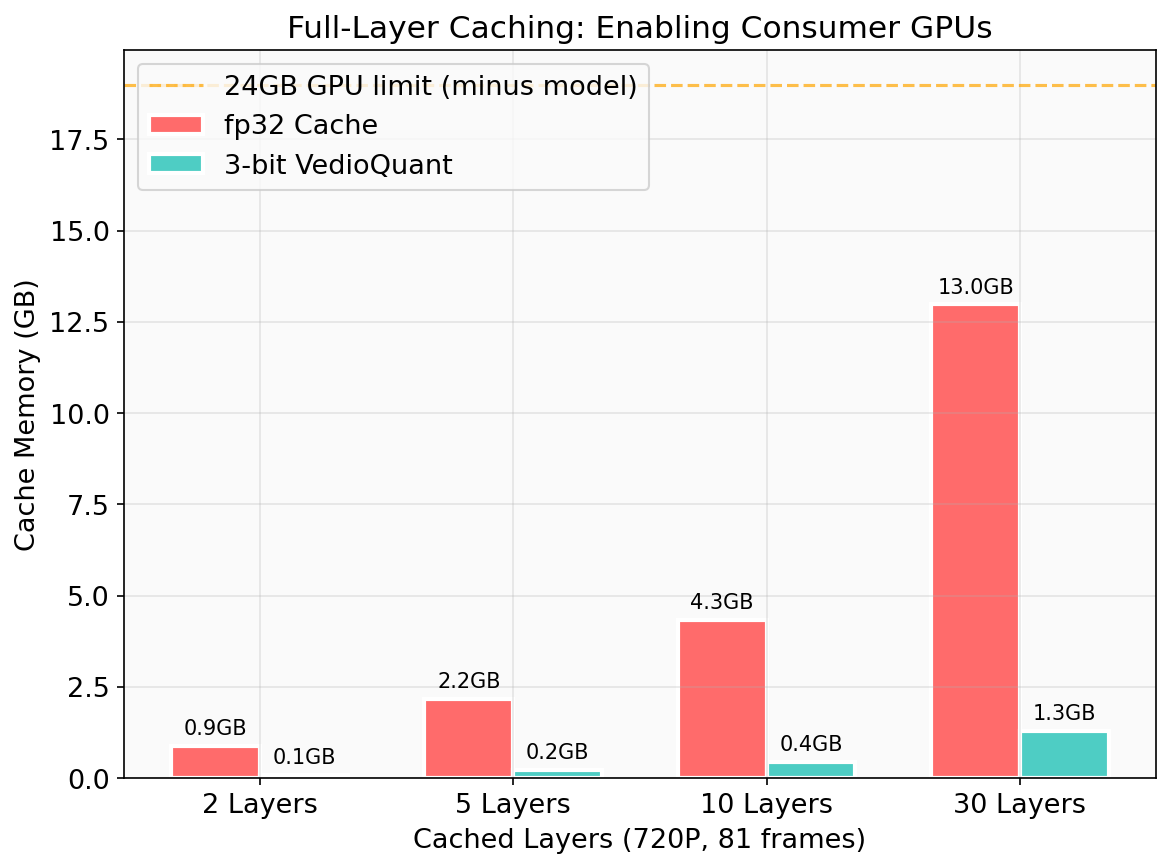 Full-Layer Caching: Enabling Consumer GPUs
24GB GPU limit (minus model)
fp32 Cache
3-bit VedioQuant
Cache Memory (GB)
17.5
15.0
12.5
10.0
7.5
5.0
2.5
0.0
0.9GB
0.1GB
2.2GB
0.2GB
4.3GB
0.4GB
13.0GB
1.3GB
2 Layers
5 Layers
10 Layers
30 Layers
Cached Layers (720P, 81 frames)